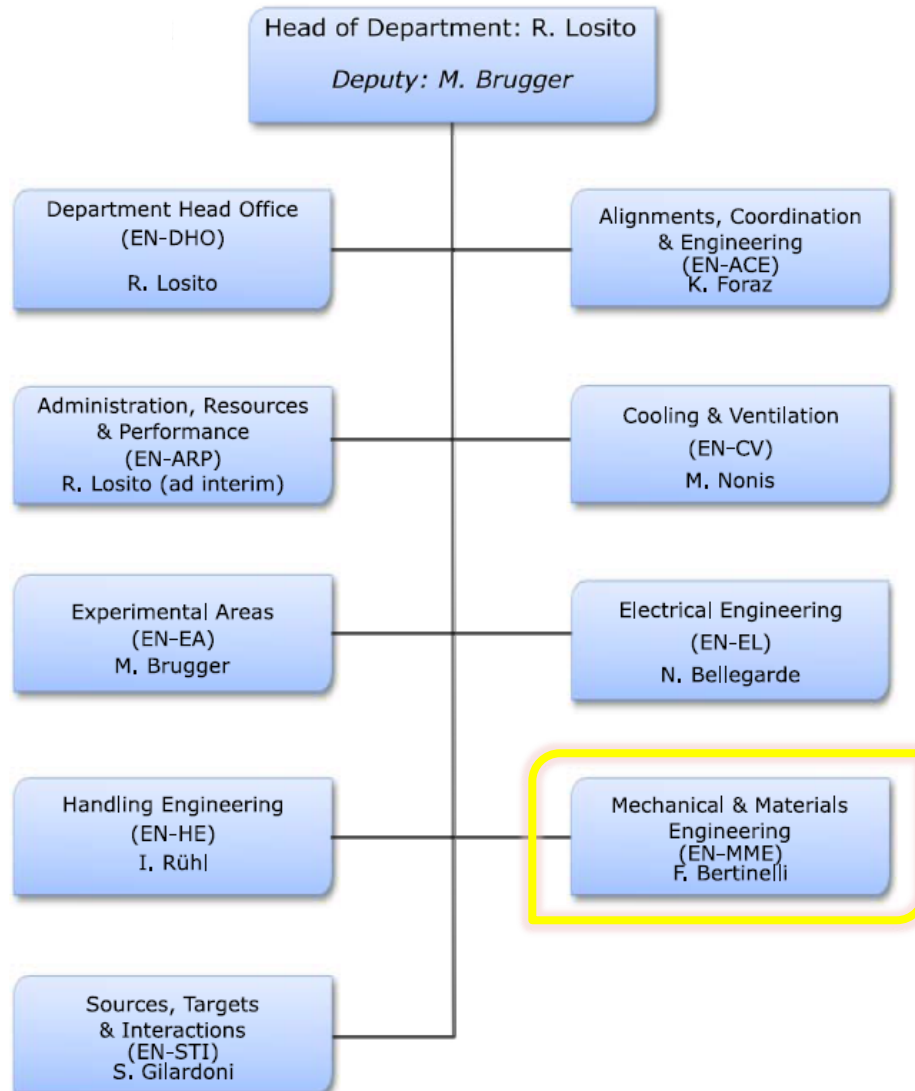 Head of Department: R. Losito
Deputy: M. Brugger
Department Head Office
(EN-DHO)
R. Losito
Alignments, Coordination
& Engineering
(EN-ACE)
K. Foraz
Administration, Resources
& Performance
(EN-ARP)
R. Losito (ad interim)
Cooling & Ventilation
(EN-CV)
M. Nonis
Experimental Areas
(EN-EA)
M. Brugger
Electrical Engineering
(EN-EL)
N. Bellegarde
Handling Engineering
(EN-HE)
I. Rühl
Mechanical & Materials
Engineering
(EN-MME)
F. Bertinelli
Sources, Targets
& Interactions
(EN-STI)
S. Gilardoni